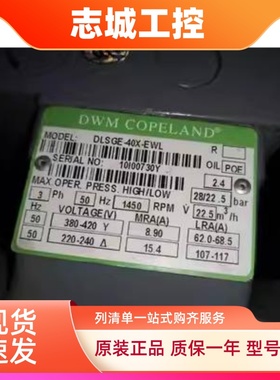 志城工控
现货速发
DWM COPELAND®
MODEL: DLSGE-40X-EWL
R
SERIAL NO: 10I00730Y
OIL POE
2.4
MAX.OPER. PRESS. HIGH/LOW 28/22.5 bar
3 Ph 50 Hz 1450 RPM V̇ 22.5 m³/h
Hz VOLTAGE(V) MRA(A) LRA(A)
50 380-420 Y 8.90 62.0-68.5
50 220-240 Δ 15.4 107-117
列清单一站式购齐服务
原装正品 质保一年 型号